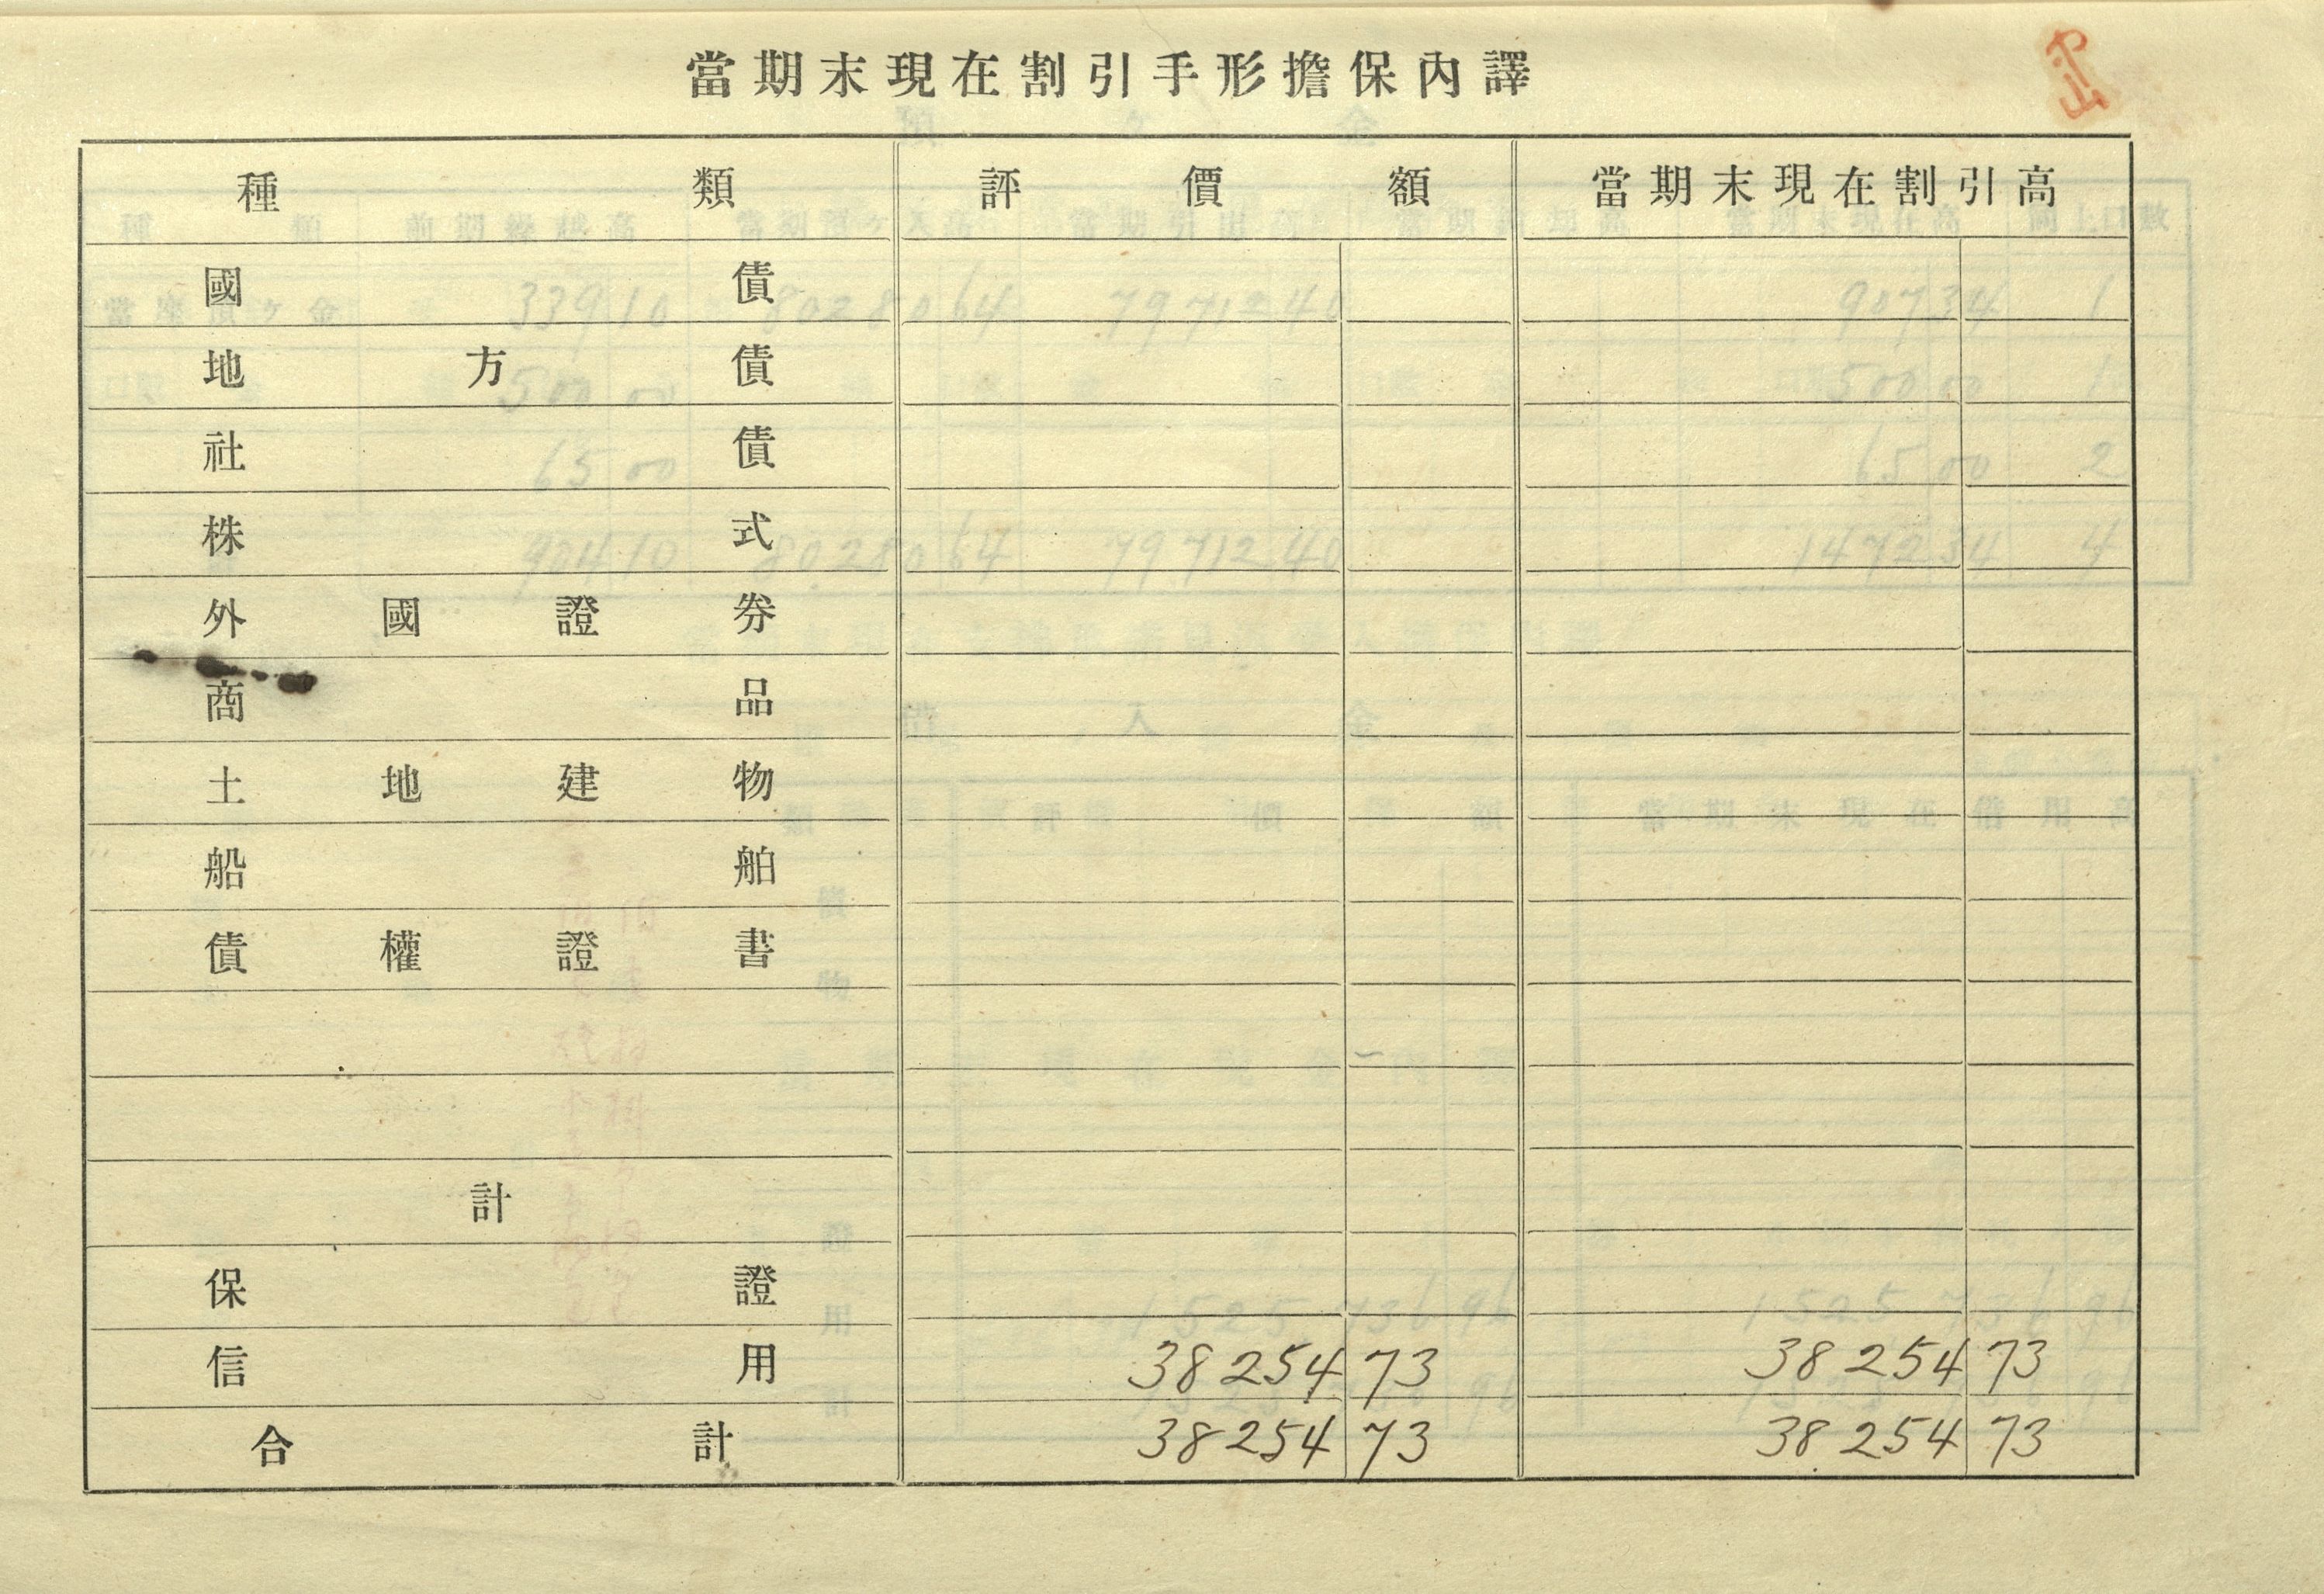 當期末現在割引手形擔保內譯
種類 評價額 當期末現在割引高
國債
地方債
社債
株式
外國證券
商品
土地建物
船舶
債權證書
計
保證
信用 38254 73 38254 73
合計 38254 73 38254 73